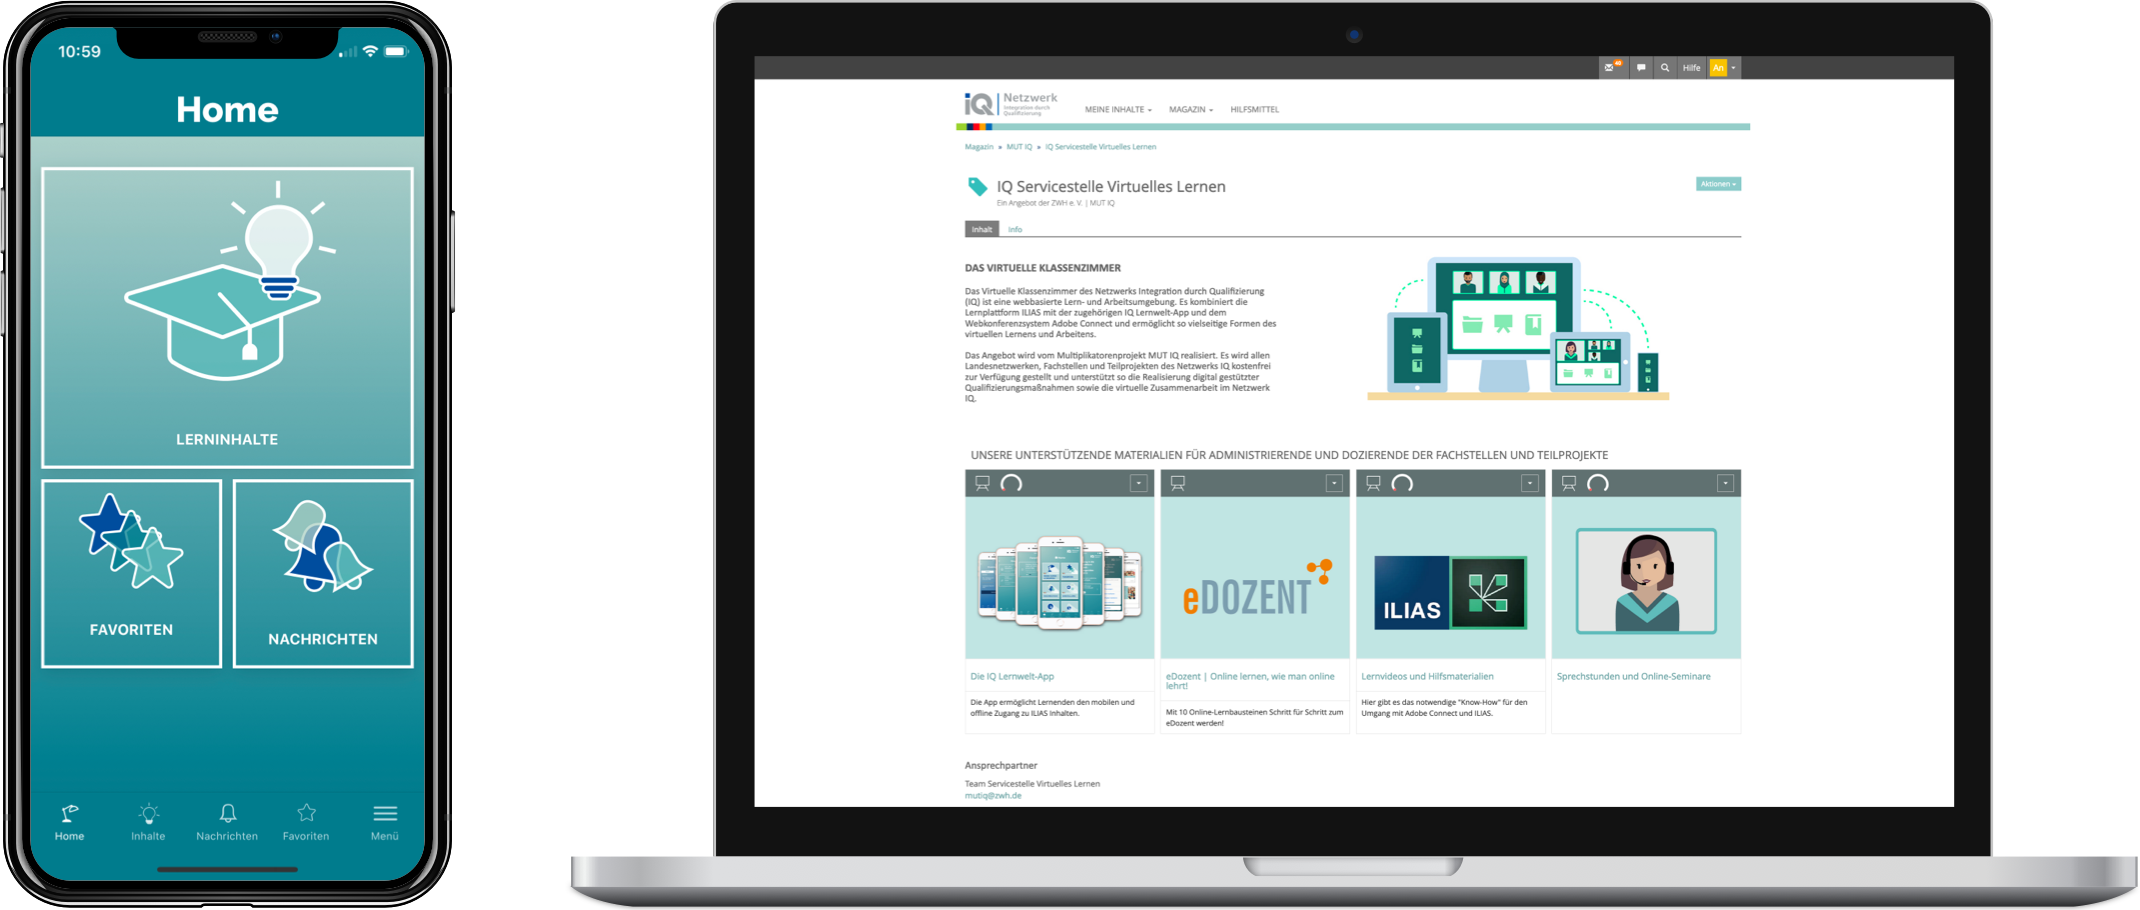 10:59
Home
LERNINHALTE
FAVORITEN
NACHRICHTEN
Home
Inhalte
Nachrichten
Favoriten
Menü
Hilfe
An
iQ Netzwerk
Integration durch
Qualifizierung
MEINE INHALTE
MAGAZIN
HILFSMITTEL
Magazin » MUT IQ » IQ Servicestelle Virtuelles Lernen
IQ Servicestelle Virtuelles Lernen
Aktionen
Ein Angebot der ZWH e. V. | MUT IQ
Inhalt
Info
DAS VIRTUELLE KLASSENZIMMER
Das Virtuelle Klassenzimmer des Netzwerks Integration durch Qualifizierung
(IQ) ist eine webbasierte Lern- und Arbeitsumgebung. Es kombiniert die
Lernplattform ILIAS mit der zugehörigen IQ Lernwelt-App und dem
Webkonferenzsystem Adobe Connect und ermöglicht so vielseitige Formen des
virtuellen Lernens und Arbeitens.
Das Angebot wird vom Multiplikatorenprojekt MUT IQ realisiert. Es wird allen
Landesnetzwerken, Fachstellen und Teilprojekten des Netzwerks IQ kostenfrei
zur Verfügung gestellt und unterstützt so die Realisierung digital gestützter
Qualifizierungsmaßnahmen sowie die virtuelle Zusammenarbeit im Netzwerk
IQ.
UNSERE UNTERSTÜTZENDE MATERIALIEN FÜR ADMINISTRIERENDE UND DOZIERENDE DER FACHSTELLEN UND TEILPROJEKTE
eDOZENT
ILIAS
Die IQ Lernwelt-App
Die App ermöglicht Lernenden den mobilen und
offline Zugang zu ILIAS Inhalten.
eDozent | Online lernen, wie man online
lehrt!
Mit 10 Online-Lernbausteinen Schritt für Schritt zum
eDozent werden!
Lernvideos und Hilfsmaterialien
Hier gibt es das notwendige "Know-How" für den
Umgang mit Adobe Connect und ILIAS.
Sprechstunden und Online-Seminare
Ansprechpartner
Team Servicestelle Virtuelles Lernen
mutiq@zwh.de